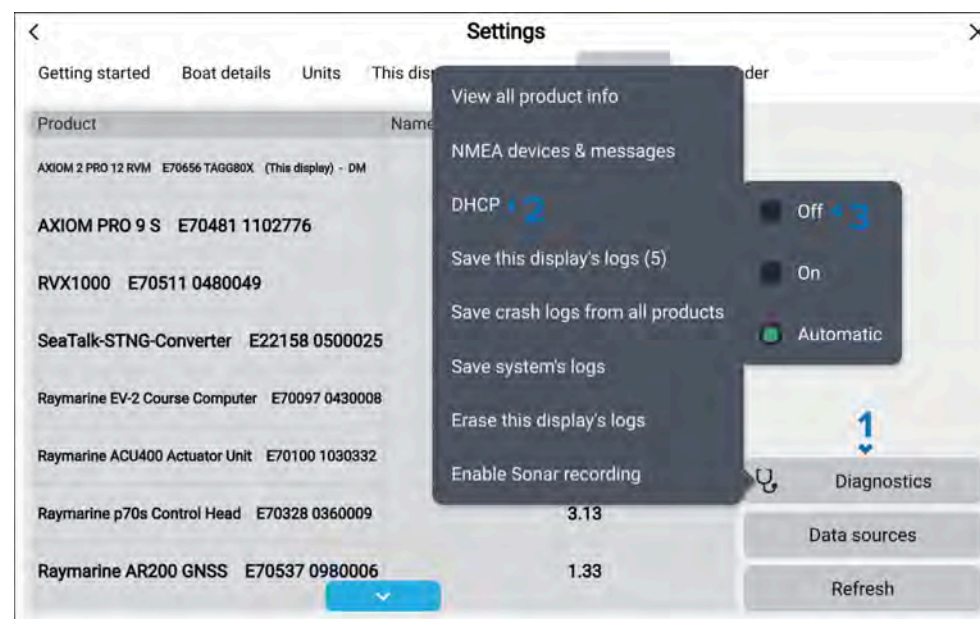 Settings
Getting started Boat details Units This dis der
Product Name
AXIOM 2 PRO 12 RVM E70656 TAGG80X (This display) - DM
AXIOM PRO 9 S E70481 1102776
RVX1000 E70511 0480049
SeaTalk-STNG-Converter E22158 0500025
Raymarine EV-2 Course Computer E70097 0430008
Raymarine ACU400 Actuator Unit E70100 1030332
Raymarine p70s Control Head E70328 0360009 3.13
Raymarine AR200 GNSS E70537 0980006 1.33
View all product info
NMEA devices & messages
DHCP 2
Save this display's logs (5)
Save crash logs from all products
Save system's logs
Erase this display's logs
Enable Sonar recording
Off 3
On
Automatic
1
Diagnostics
Data sources
Refresh